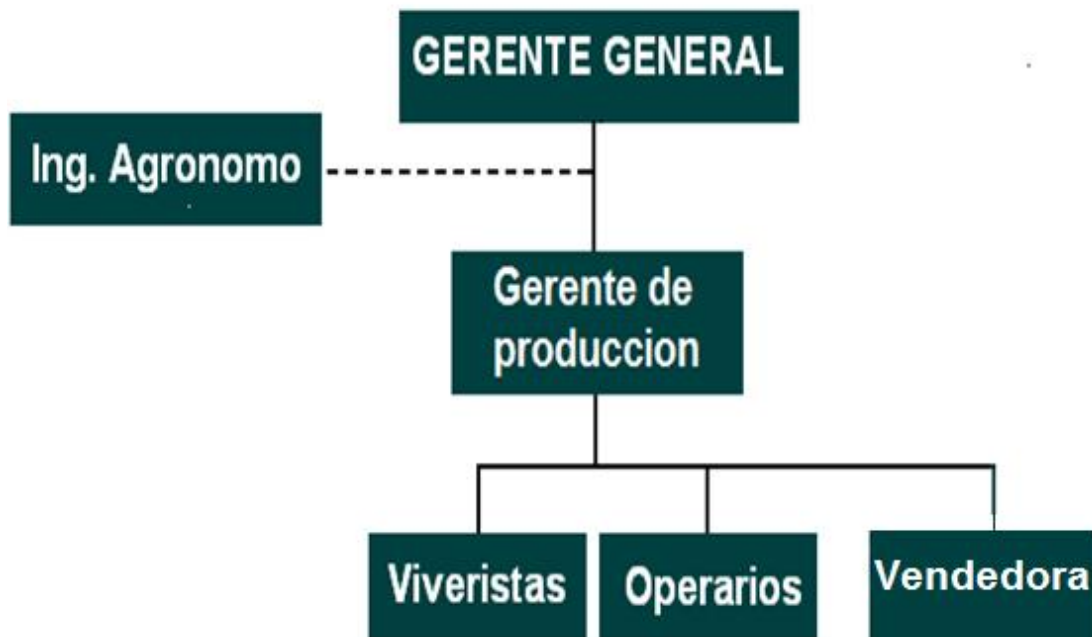 GERENTE GENERAL
Ing. Agronomo
Gerente de
produccion
Viveristas
Operarios
Vendedora